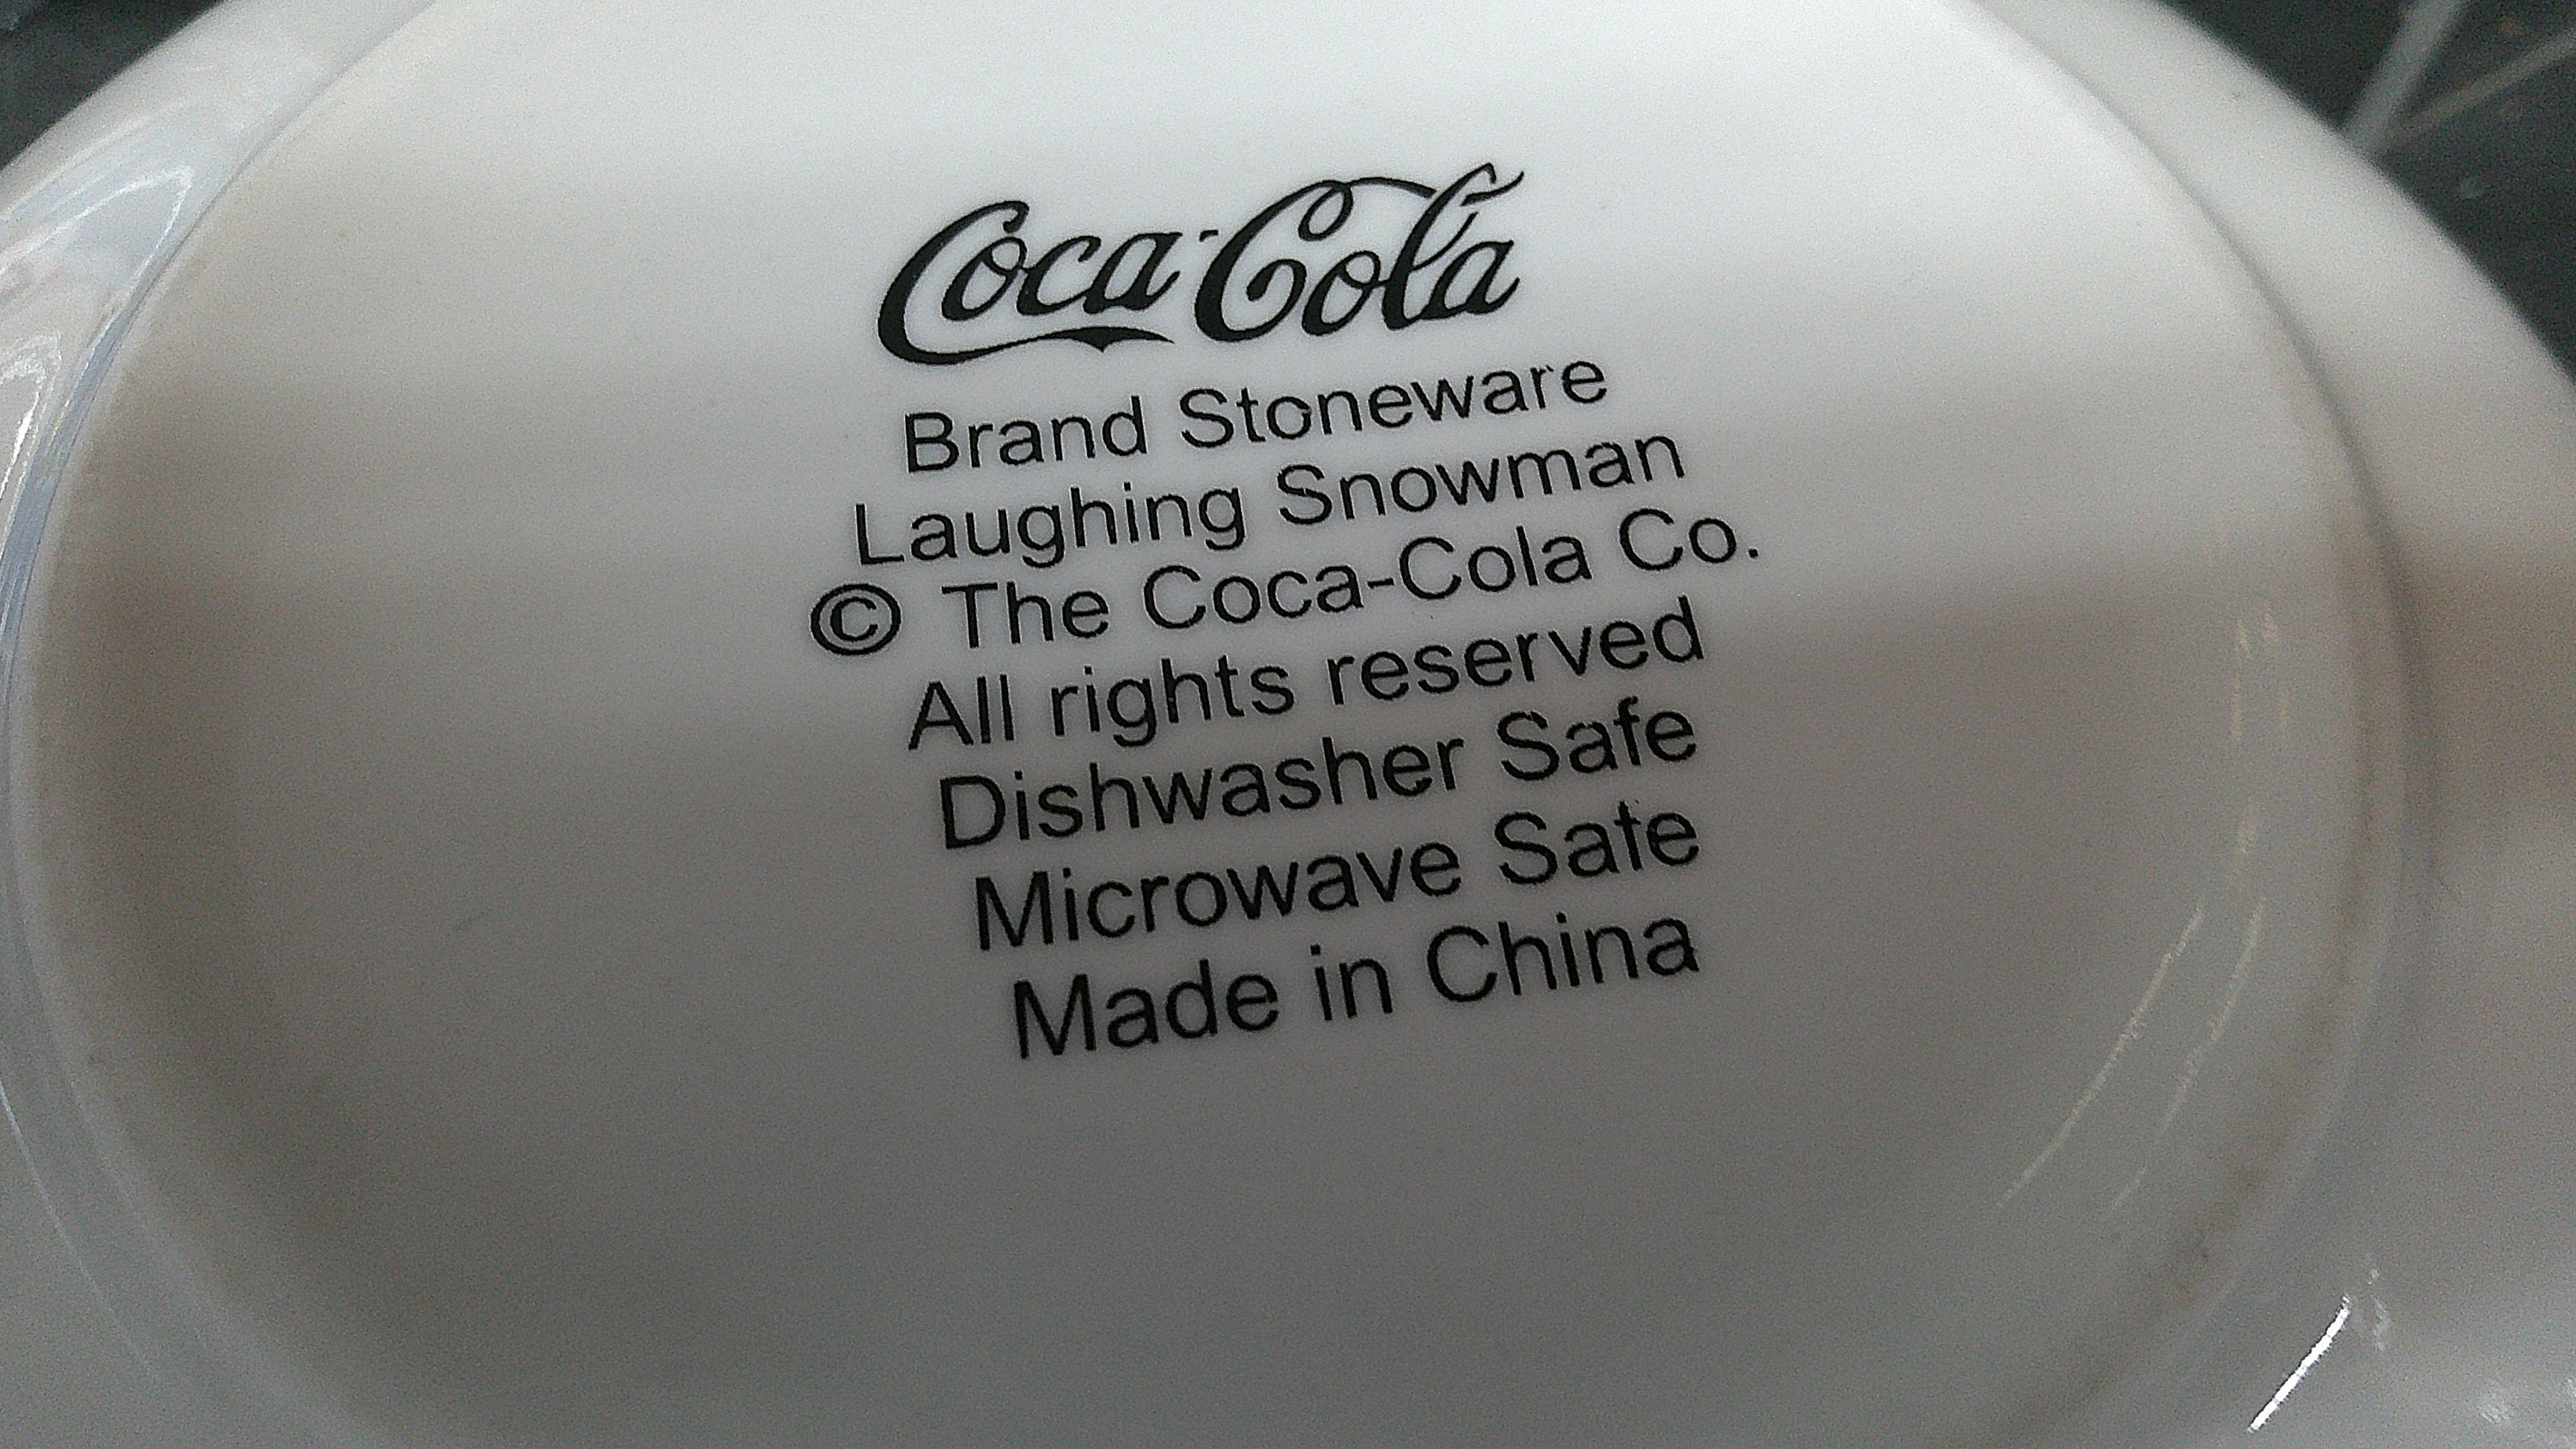 Coca-Cola
Brand Stoneware
Laughing Snowman
© The Coca-Cola Co.
All rights reserved
Dishwasher Safe
Microwave Safe
Made in China